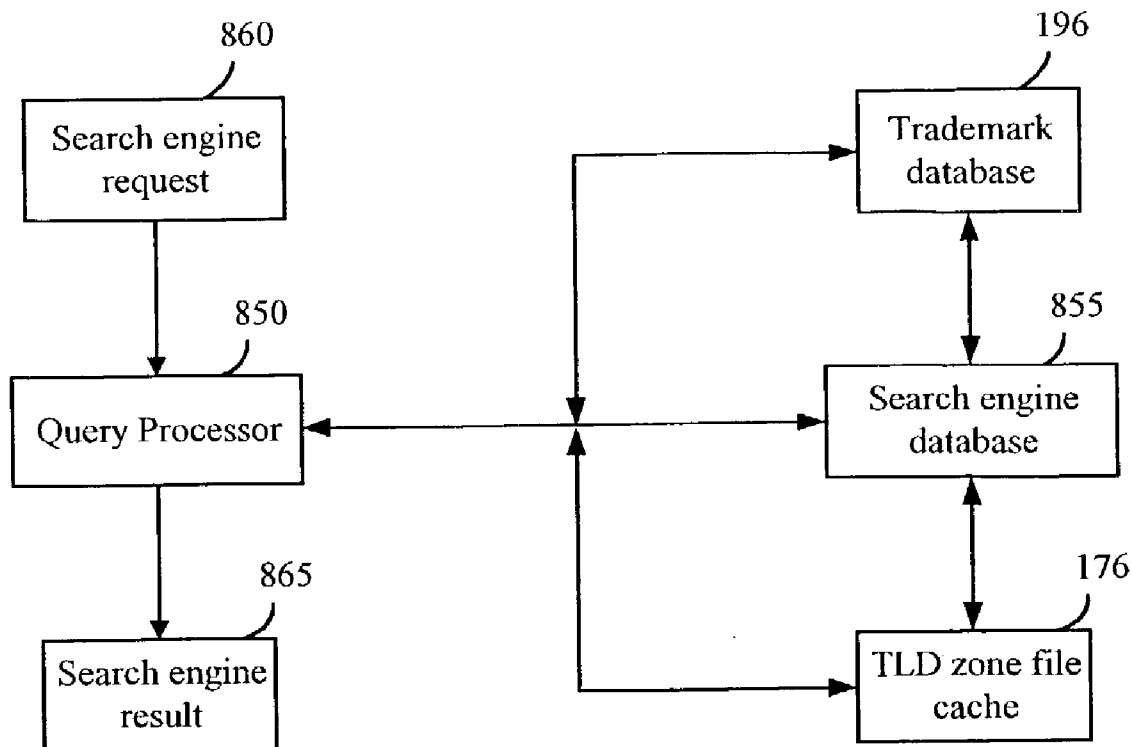 860
Search engine
request
196
Trademark
database
850
Query Processor
855
Search engine
database
865
Search engine
result
176
TLD zone file
cache